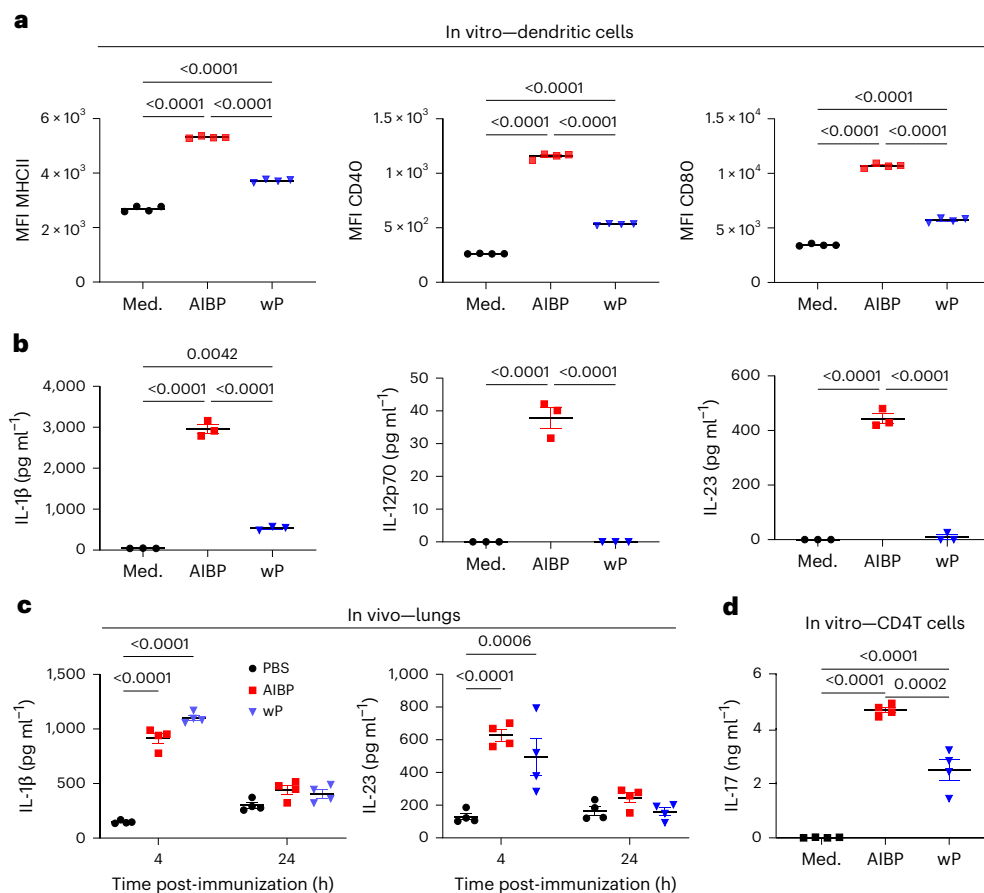 a
In vitro—dendritic cells
<0.0001
<0.0001 <0.0001
6 × 10³
4 × 10³
2 × 10³
0
MFI MHCII
Med. AIBP wP
<0.0001
<0.0001 <0.0001
1.5 × 10³
1 × 10³
5 × 10²
0
MFI CD40
Med. AIBP wP
<0.0001
<0.0001 <0.0001
1.5 × 10⁴
1 × 10⁴
5 × 10³
0
MFI CD80
Med. AIBP wP
b
0.0042
<0.0001 <0.0001
4,000
3,000
2,000
1,000
0
IL-1β (pg ml⁻¹)
Med. AIBP wP
<0.0001 <0.0001
50
40
30
20
10
0
IL-12p70 (pg ml⁻¹)
Med. AIBP wP
<0.0001 <0.0001
600
400
200
0
IL-23 (pg ml⁻¹)
Med. AIBP wP
c
In vivo—lungs
<0.0001
<0.0001
1,500
1,000
500
0
IL-1β (pg ml⁻¹)
PBS
AIBP
wP
4 24
Time post-immunization (h)
0.0006
<0.0001
1,000
800
600
400
200
0
IL-23 (pg ml⁻¹)
4 24
Time post-immunization (h)
d
In vitro—CD4T cells
<0.0001
<0.0001 0.0002
6
4
2
0
IL-17 (ng ml⁻¹)
Med. AIBP wP